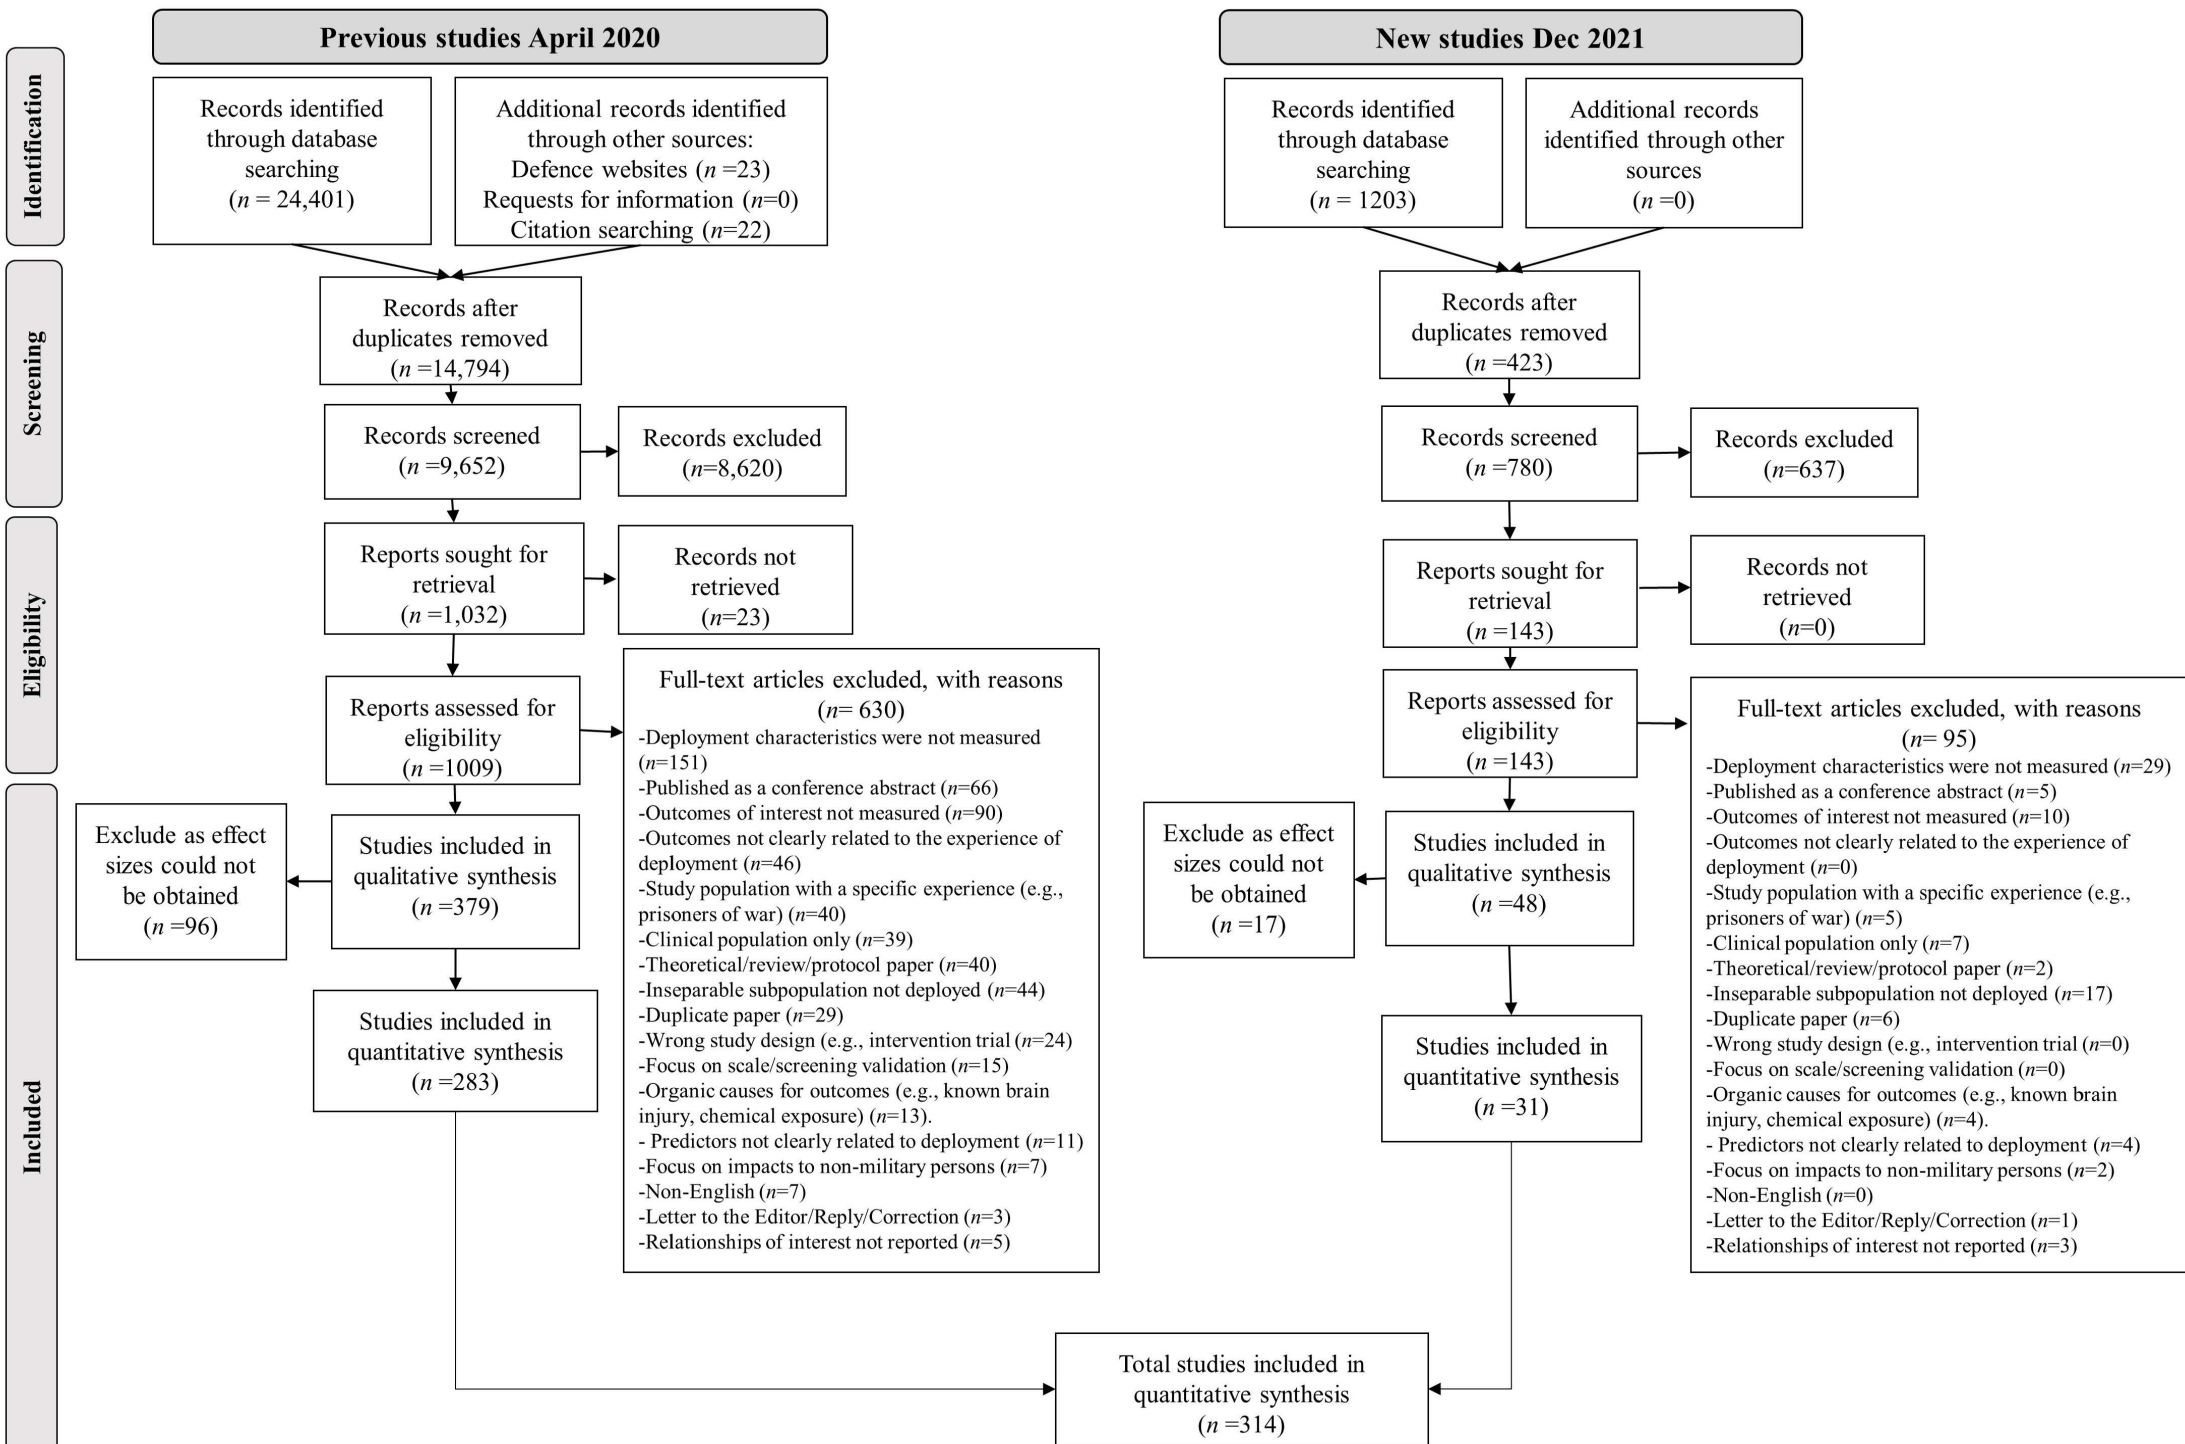 Previous studies April 2020
New studies Dec 2021
Identification
Records identified
through database
searching
(n = 24,401)
Additional records identified
through other sources:
Defence websites (n =23)
Requests for information (n=0)
Citation searching (n=22)
Records identified
through database
searching
(n = 1203)
Additional records
identified through other
sources
(n =0)
Screening
Records after
duplicates removed
(n =14,794)
Records screened
(n =9,652)
Records excluded
(n=8,620)
Records after
duplicates removed
(n =423)
Records screened
(n =780)
Records excluded
(n=637)
Eligibility
Reports sought for
retrieval
(n =1,032)
Records not
retrieved
(n=23)
Reports assessed for
eligibility
(n =1009)
Full-text articles excluded, with reasons
(n= 630)
-Deployment characteristics were not measured
(n=151)
-Published as a conference abstract (n=66)
-Outcomes of interest not measured (n=90)
-Outcomes not clearly related to the experience of
deployment (n=46)
-Study population with a specific experience (e.g.,
prisoners of war) (n=40)
-Clinical population only (n=39)
-Theoretical/review/protocol paper (n=40)
-Inseparable subpopulation not deployed (n=44)
-Duplicate paper (n=29)
-Wrong study design (e.g., intervention trial (n=24)
-Focus on scale/screening validation (n=15)
-Organic causes for outcomes (e.g., known brain
injury, chemical exposure) (n=13).
- Predictors not clearly related to deployment (n=11)
-Focus on impacts to non-military persons (n=7)
-Non-English (n=7)
-Letter to the Editor/Reply/Correction (n=3)
-Relationships of interest not reported (n=5)
Reports sought for
retrieval
(n =143)
Records not
retrieved
(n=0)
Reports assessed for
eligibility
(n =143)
Full-text articles excluded, with reasons
(n= 95)
-Deployment characteristics were not measured (n=29)
-Published as a conference abstract (n=5)
-Outcomes of interest not measured (n=10)
-Outcomes not clearly related to the experience of
deployment (n=0)
-Study population with a specific experience (e.g.,
prisoners of war) (n=5)
-Clinical population only (n=7)
-Theoretical/review/protocol paper (n=2)
-Inseparable subpopulation not deployed (n=17)
-Duplicate paper (n=6)
-Wrong study design (e.g., intervention trial (n=0)
-Focus on scale/screening validation (n=0)
-Organic causes for outcomes (e.g., known brain
injury, chemical exposure) (n=4).
- Predictors not clearly related to deployment (n=4)
-Focus on impacts to non-military persons (n=2)
-Non-English (n=0)
-Letter to the Editor/Reply/Correction (n=1)
-Relationships of interest not reported (n=3)
Included
Exclude as effect
sizes could not
be obtained
(n =96)
Studies included in
qualitative synthesis
(n =379)
Studies included in
quantitative synthesis
(n =283)
Exclude as effect
sizes could not
be obtained
(n =17)
Studies included in
qualitative synthesis
(n =48)
Studies included in
quantitative synthesis
(n =31)
Total studies included in
quantitative synthesis
(n =314)